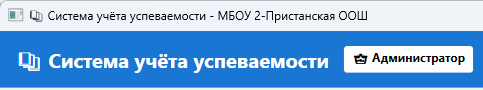 Система учёта успеваемости - МБОУ 2-Пристанская ООШ
Система учёта успеваемости
Администратор